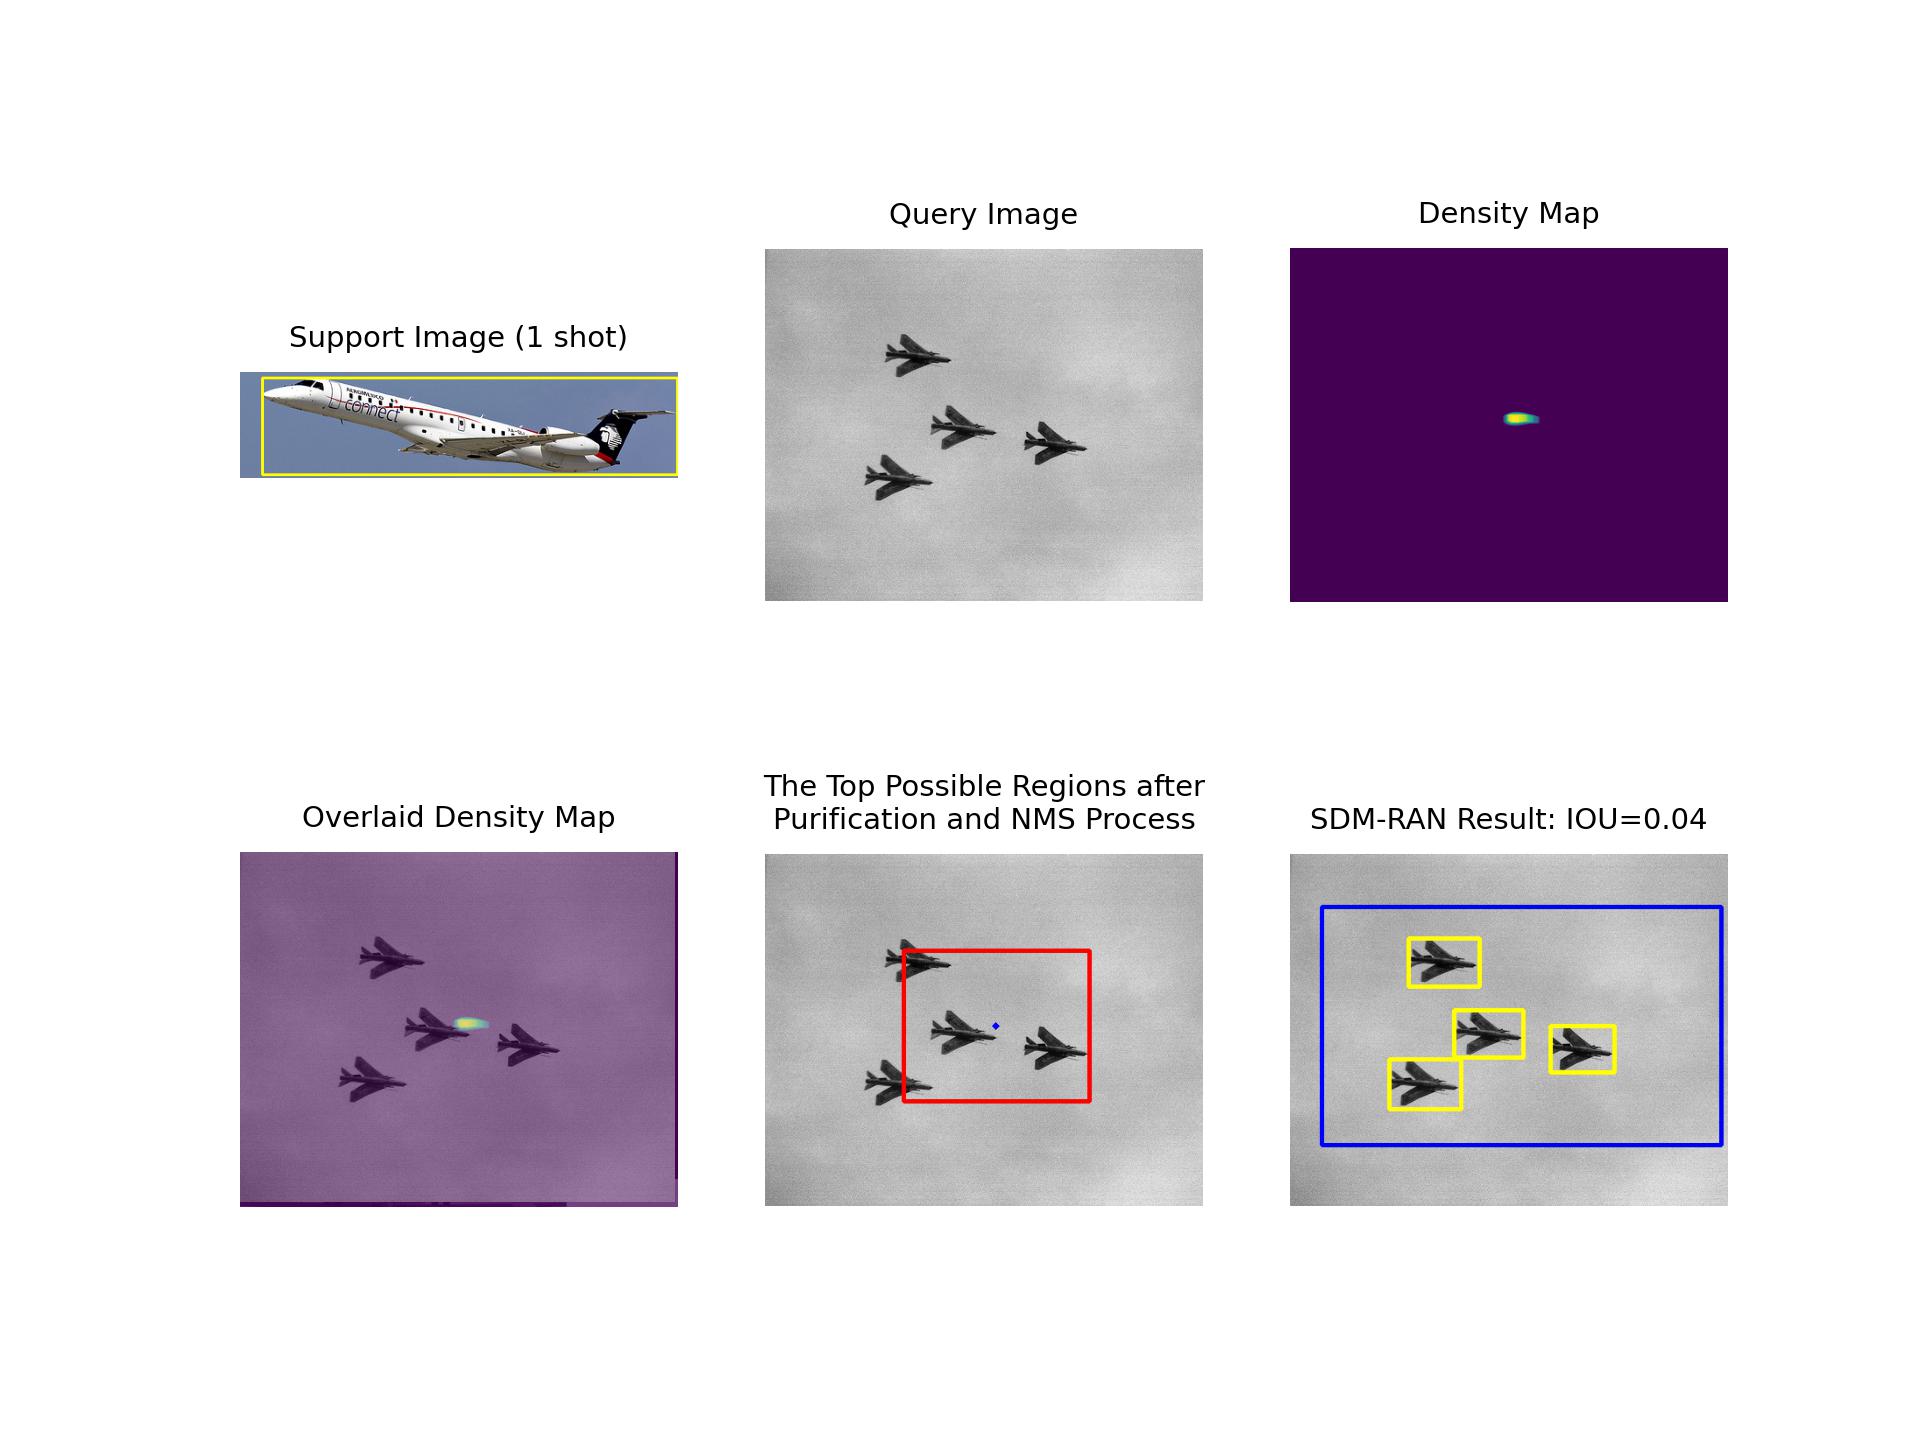 Query Image
Density Map
Support Image (1 shot)
AEROMEXICO
connect
The Top Possible Regions after
Purification and NMS Process
Overlaid Density Map
SDM-RAN Result: IOU=0.04